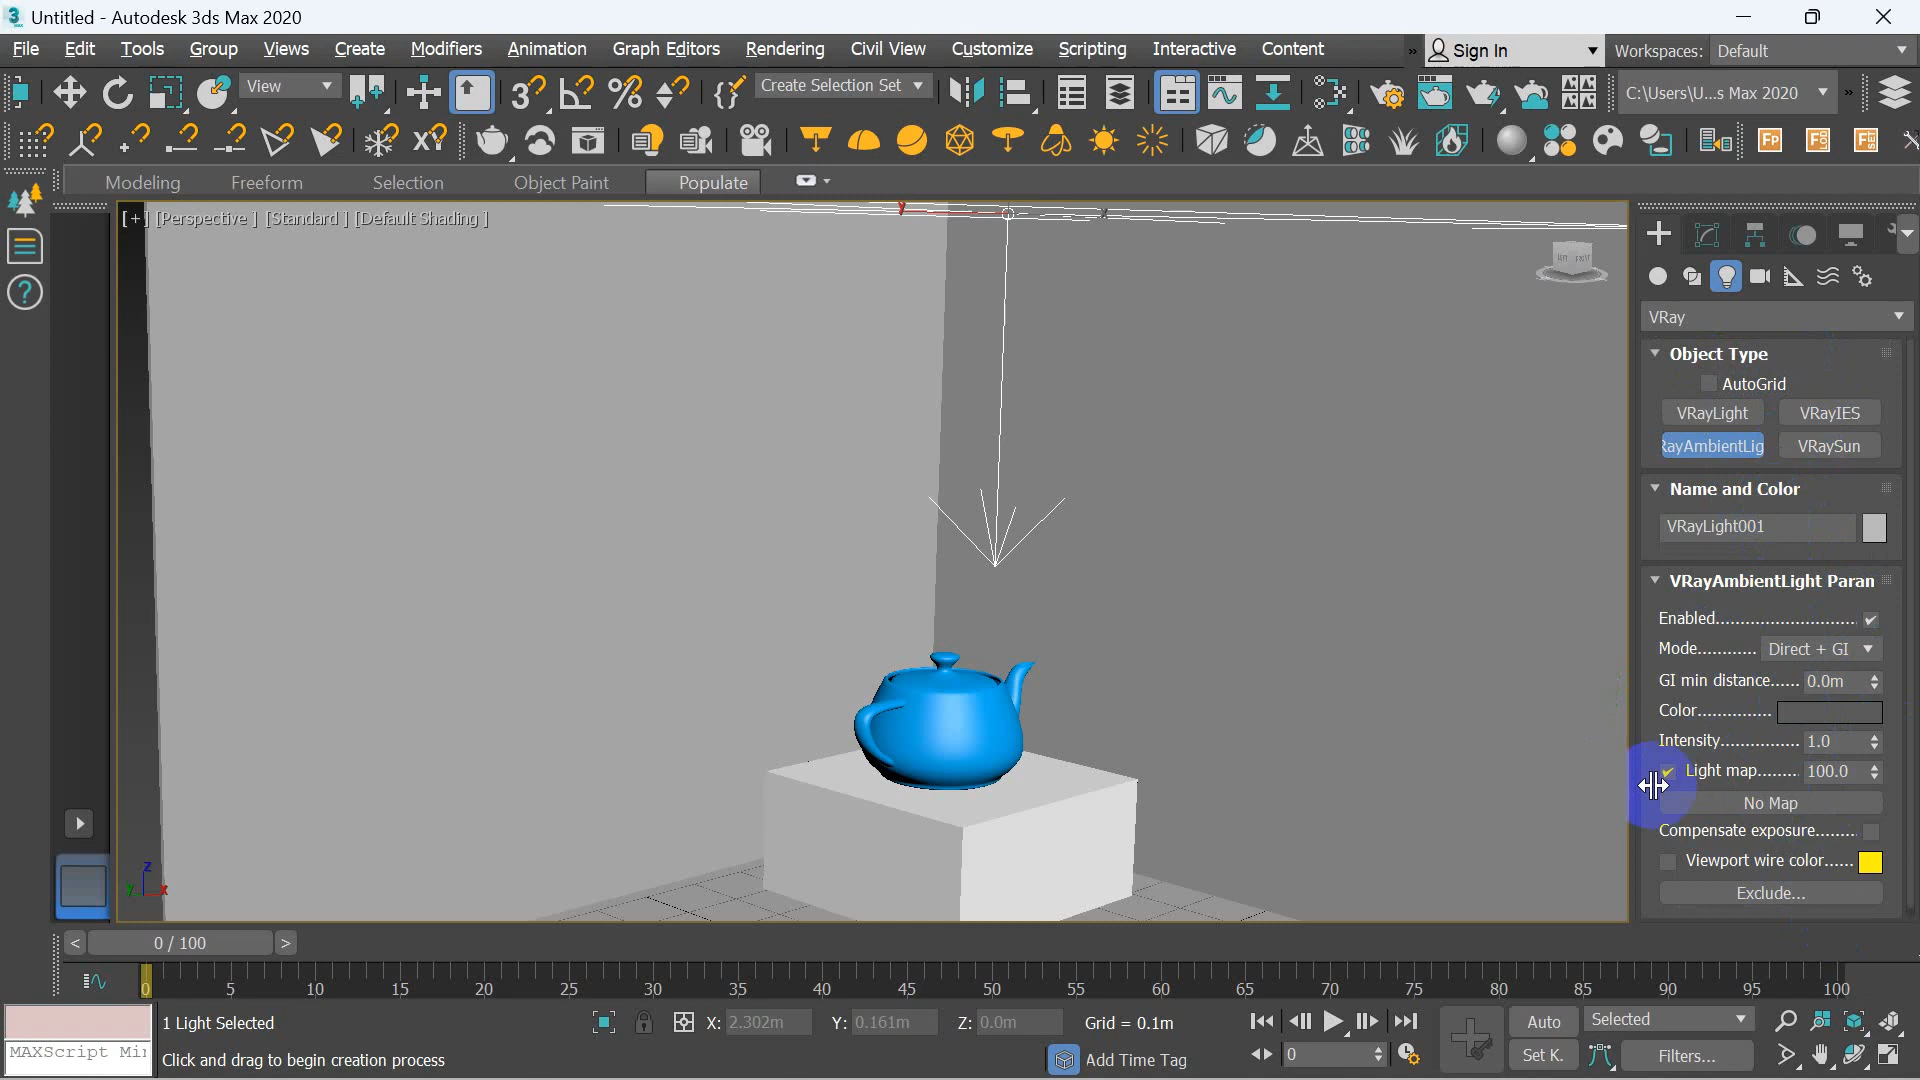 Untitled - Autodesk 3ds Max 2020
File Edit Tools Group Views Create Modifiers Animation Graph Editors Rendering Civil View Customize Scripting Interactive Content » Sign In Workspaces: Default
View Create Selection Set C:\Users\U...s Max 2020 »
Modeling Freeform Selection Object Paint Populate
[+] [Perspective ] [Standard ] [Default Shading ]
VRay
Object Type
AutoGrid
VRayLight VRayIES
RayAmbientLig VRaySun
Name and Color
VRayLight001
VRayAmbientLight Param
Enabled............................
Mode............ Direct + GI
GI min distance...... 0.0m
Color...............
Intensity................ 1.0
Light map........ 100.0
No Map
Compensate exposure........
Viewport wire color.....
Exclude...
z
y x
< 0 / 100 >
0 5 10 15 20 25 30 35 40 45 50 55 60 65 70 75 80 85 90 95 100
1 Light Selected X: 2.302m Y: 0.161m Z: 0.0m Grid = 0.1m Auto Selected
MAXScript Mi Click and drag to begin creation process Add Time Tag 0 Set K. Filters...